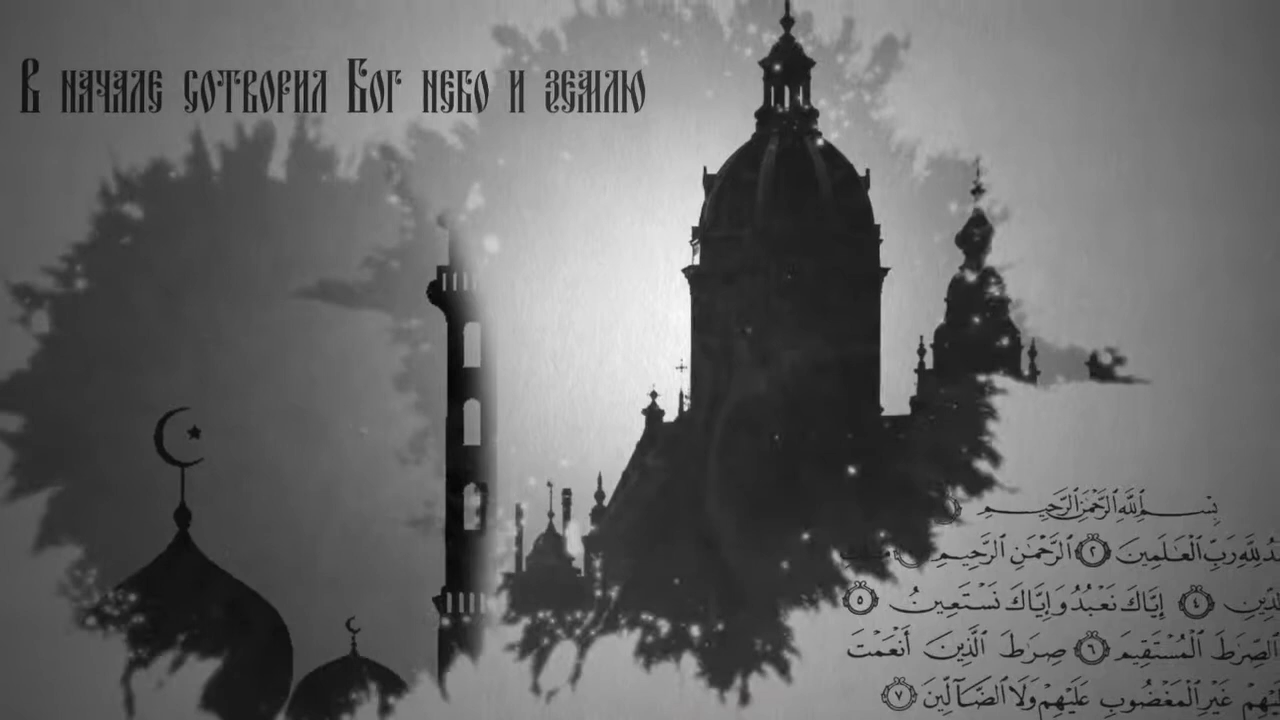 В начале сотворил Бог небо и землю
بِسْمِ ٱللَّهِ ٱلرَّحْمَٰنِ ٱلرَّحِيمِ
لِلَّهِ رَبِّ ٱلْعَٰلَمِينَ ٢ ٱلرَّحْمَٰنِ ٱلرَّحِيمِ
ٱلدِّينِ ٤ إِيَّاكَ نَعْبُدُ وَإِيَّاكَ نَسْتَعِينُ ٥
ٱلصِّرَٰطَ ٱلْمُسْتَقِيمَ ٦ صِرَٰطَ ٱلَّذِينَ أَنْعَمْتَ
عَلَيْهِمْ غَيْرِ ٱلْمَغْضُوبِ عَلَيْهِمْ وَلَا ٱلضَّآلِّينَ ٧